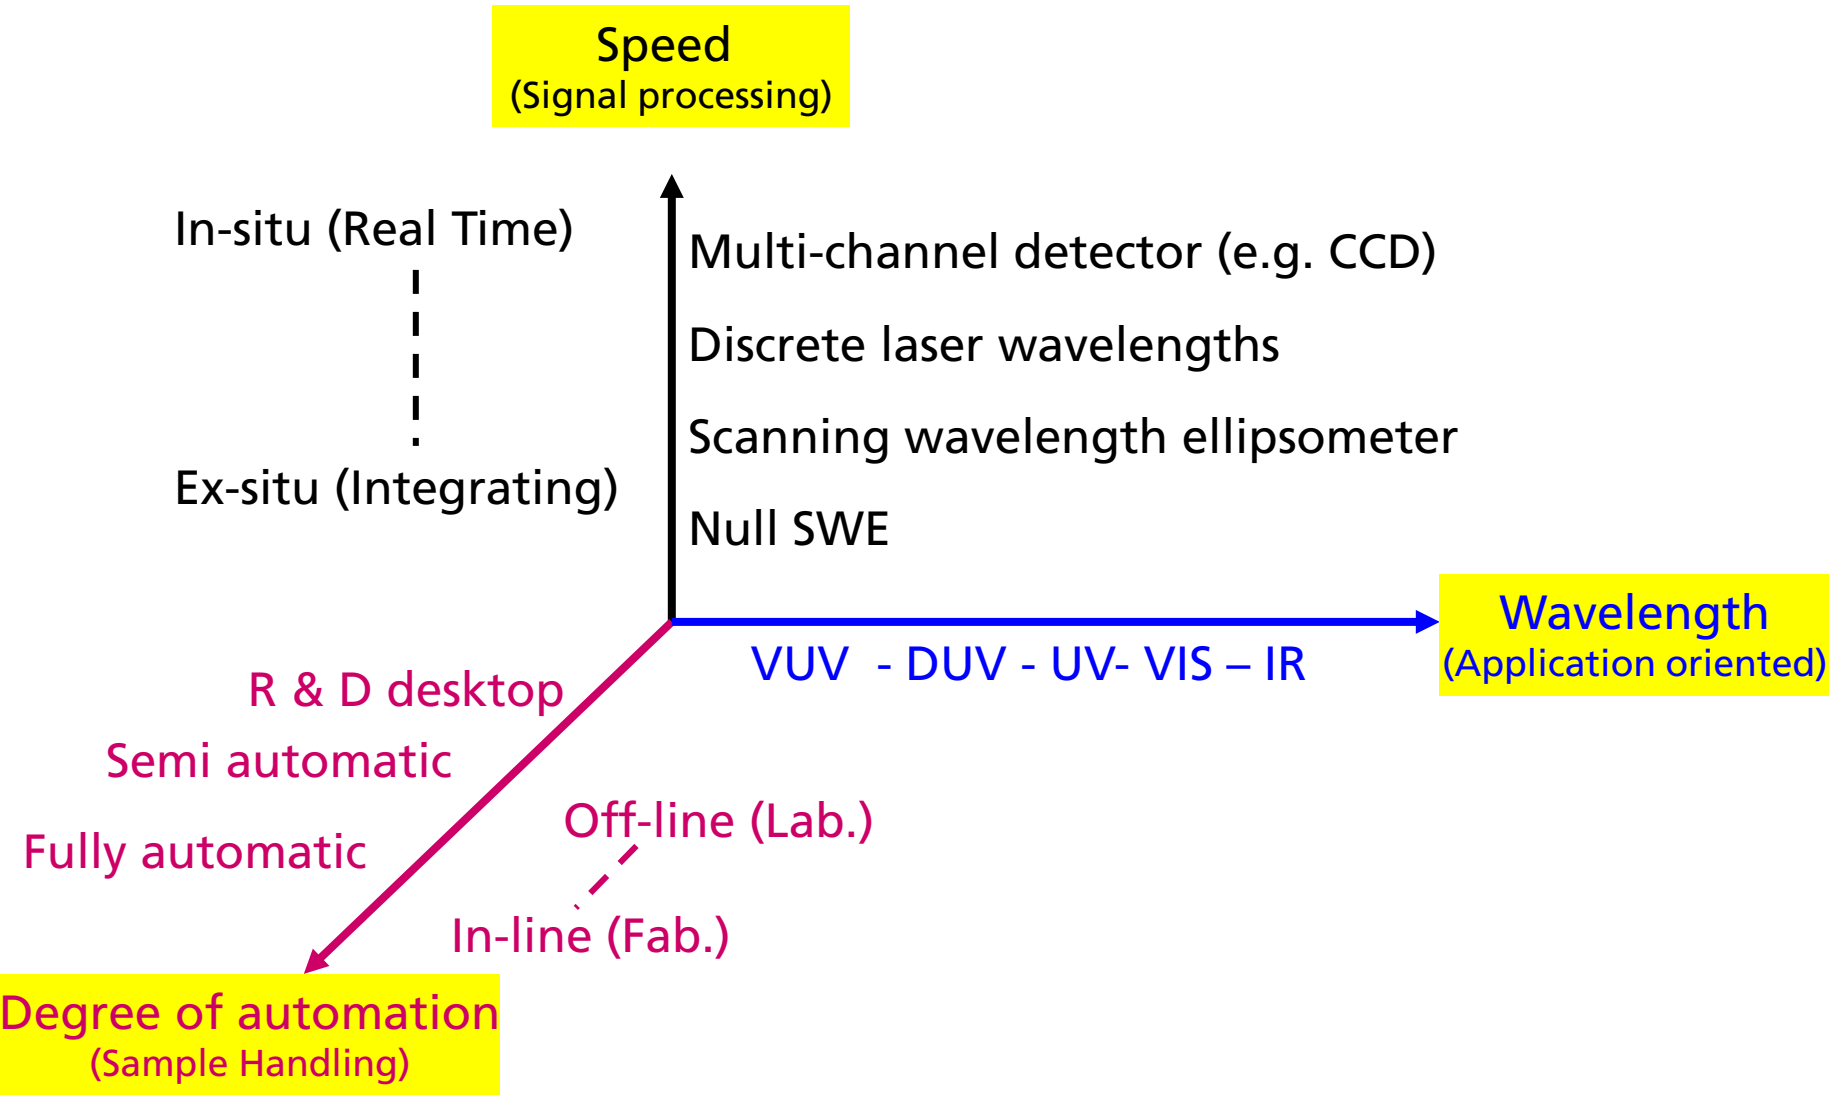 Speed
(Signal processing)
In-situ (Real Time)
Multi-channel detector (e.g. CCD)
Discrete laser wavelengths
Scanning wavelength ellipsometer
Ex-situ (Integrating)
Null SWE
Wavelength
(Application oriented)
VUV  - DUV - UV- VIS – IR
R & D desktop
Semi automatic
Fully automatic
Off-line (Lab.)
In-line (Fab.)
Degree of automation
(Sample Handling)